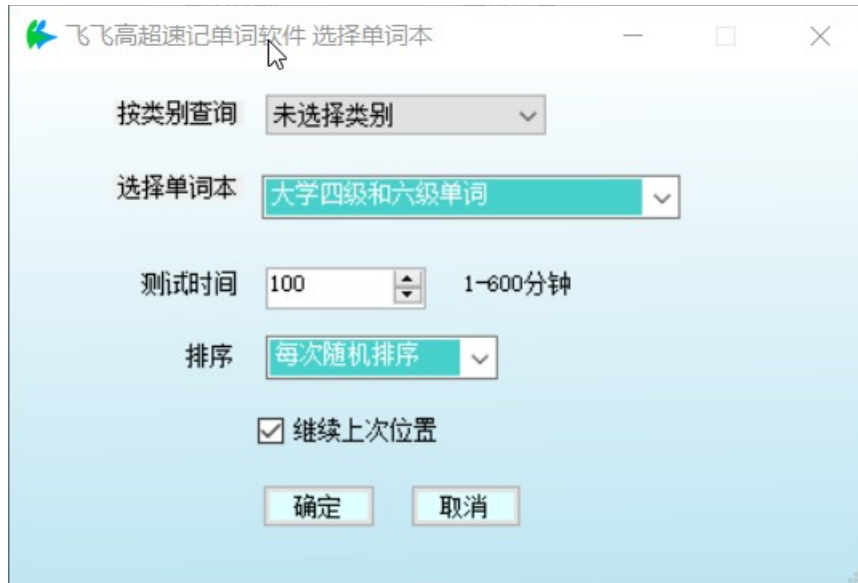 飞飞高超速记单词软件 选择单词本
按类别查询 未选择类别
选择单词本 大学四级和六级单词
测试时间 100 1-600分钟
排序 每次随机排序
继续上次位置
确定 取消